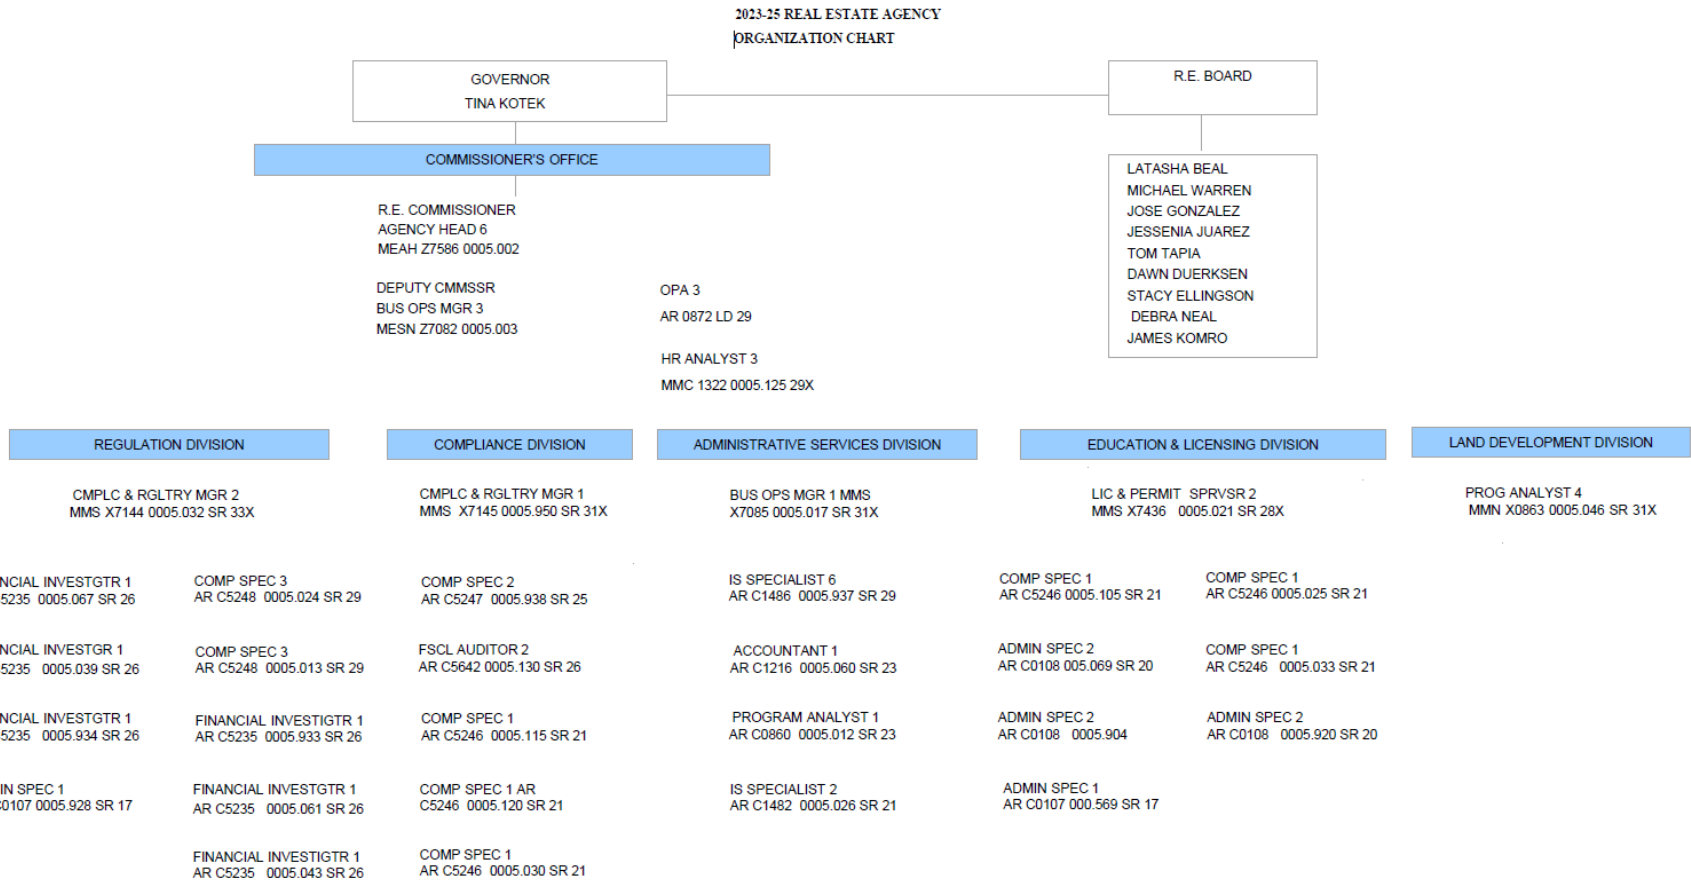 2023-25 REAL ESTATE AGENCY
ORGANIZATION CHART
GOVERNOR
TINA KOTEK
R.E. BOARD
COMMISSIONER'S OFFICE
LATASHA BEAL
MICHAEL WARREN
JOSE GONZALEZ
JESSENIA JUAREZ
TOM TAPIA
DAWN DUERKSEN
STACY ELLINGSON
DEBRA NEAL
JAMES KOMRO
R.E. COMMISSIONER
AGENCY HEAD 6
MEAH Z7586 0005.002
DEPUTY CMMSSR
BUS OPS MGR 3
MESN Z7082 0005.003
OPA 3
AR 0872 LD 29
HR ANALYST 3
MMC 1322 0005.125 29X
REGULATION DIVISION
CMPLC & RGLTRY MGR 2
MMS X7144 0005.032 SR 33X
NCIAL INVESTGTR 1
5235 0005.067 SR 26
NCIAL INVESTGR 1
5235 0005.039 SR 26
NCIAL INVESTGTR 1
5235 0005.934 SR 26
IN SPEC 1
0107 0005.928 SR 17
COMP SPEC 3
AR C5248 0005.024 SR 29
COMP SPEC 3
AR C5248 0005.013 SR 29
FINANCIAL INVESTIGTR 1
AR C5235 0005.933 SR 26
FINANCIAL INVESTGTR 1
AR C5235 0005.061 SR 26
FINANCIAL INVESTIGTR 1
AR C5235 0005.043 SR 26
COMPLIANCE DIVISION
CMPLC & RGLTRY MGR 1
MMS X7145 0005.950 SR 31X
COMP SPEC 2
AR C5247 0005.938 SR 25
FSCL AUDITOR 2
AR C5642 0005.130 SR 26
COMP SPEC 1
AR C5246 0005.115 SR 21
COMP SPEC 1 AR
C5246 0005.120 SR 21
COMP SPEC 1
AR C5246 0005.030 SR 21
ADMINISTRATIVE SERVICES DIVISION
BUS OPS MGR 1 MMS
X7085 0005.017 SR 31X
IS SPECIALIST 6
AR C1486 0005.937 SR 29
ACCOUNTANT 1
AR C1216 0005.060 SR 23
PROGRAM ANALYST 1
AR C0860 0005.012 SR 23
IS SPECIALIST 2
AR C1482 0005.026 SR 21
EDUCATION & LICENSING DIVISION
LIC & PERMIT SPRVSR 2
MMS X7436 0005.021 SR 28X
COMP SPEC 1
AR C5246 0005.105 SR 21
ADMIN SPEC 2
AR C0108 005.069 SR 20
ADMIN SPEC 2
AR C0108 0005.904
ADMIN SPEC 1
AR C0107 000.569 SR 17
COMP SPEC 1
AR C5246 0005.025 SR 21
COMP SPEC 1
AR C5246 0005.033 SR 21
ADMIN SPEC 2
AR C0108 0005.920 SR 20
LAND DEVELOPMENT DIVISION
PROG ANALYST 4
MMN X0863 0005.046 SR 31X